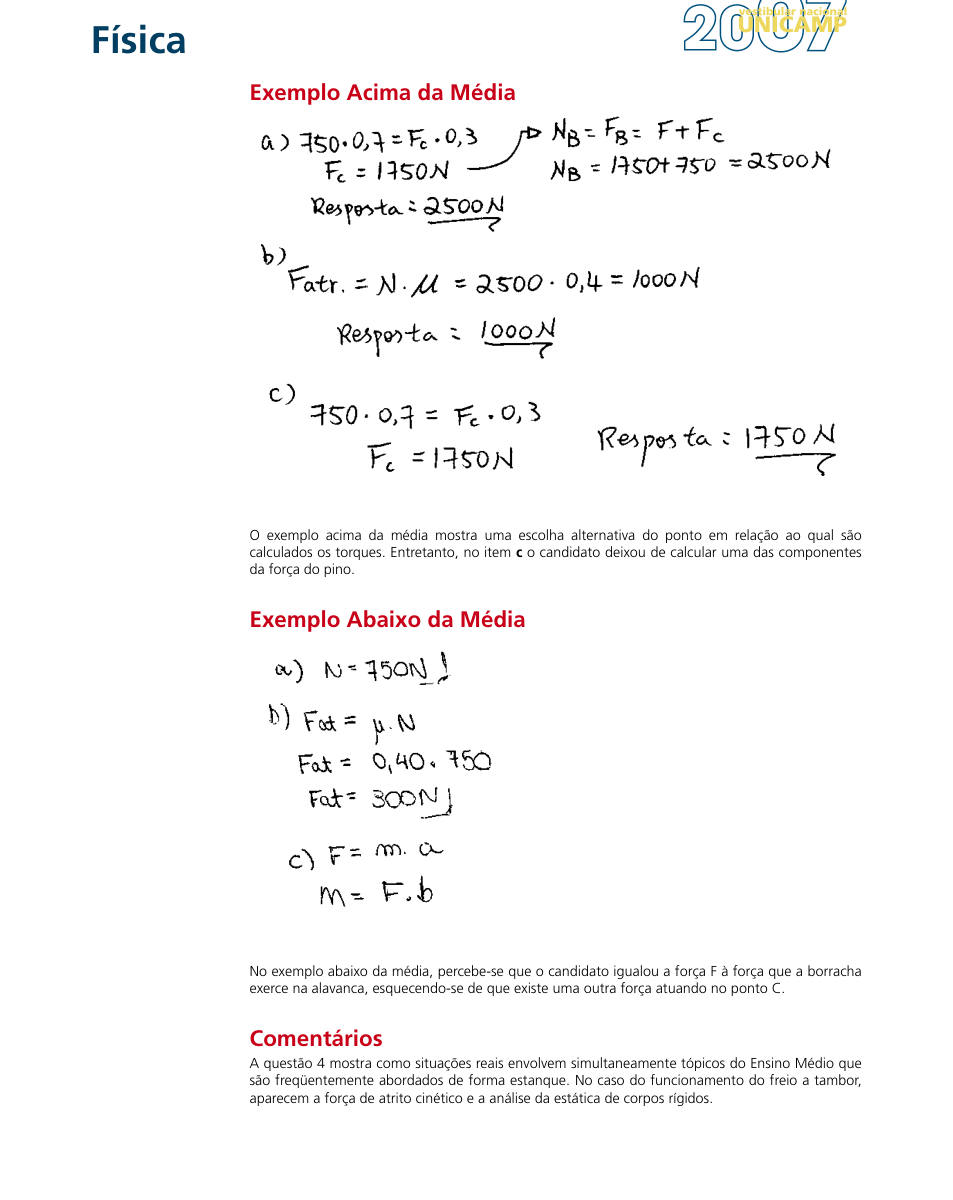 Física
2007
vestibular nacional
UNICAMP
Exemplo Acima da Média
a) 750·0,7 = Fc·0,3
Fc = 1750N
NB = FB = F + Fc
NB = 1750+750 = 2500N
Resposta: 2500N
b)
Fatr. = N.μ = 2500·0,4 = 1000N
Resposta = 1000N
c)
750·0,7 = Fc·0,3
Fc = 1750N
Resposta: 1750N
O exemplo acima da média mostra uma escolha alternativa do ponto em relação ao qual são
calculados os torques. Entretanto, no item c o candidato deixou de calcular uma das componentes
da força do pino.
Exemplo Abaixo da Média
a) N = 750N
b) Fat = μ.N
Fat = 0,40.750
Fat = 300N
c) F = m.a
M = F.b
No exemplo abaixo da média, percebe-se que o candidato igualou a força F à força que a borracha
exerce na alavanca, esquecendo-se de que existe uma outra força atuando no ponto C.
Comentários
A questão 4 mostra como situações reais envolvem simultaneamente tópicos do Ensino Médio que
são freqüentemente abordados de forma estanque. No caso do funcionamento do freio a tambor,
aparecem a força de atrito cinético e a análise da estática de corpos rígidos.